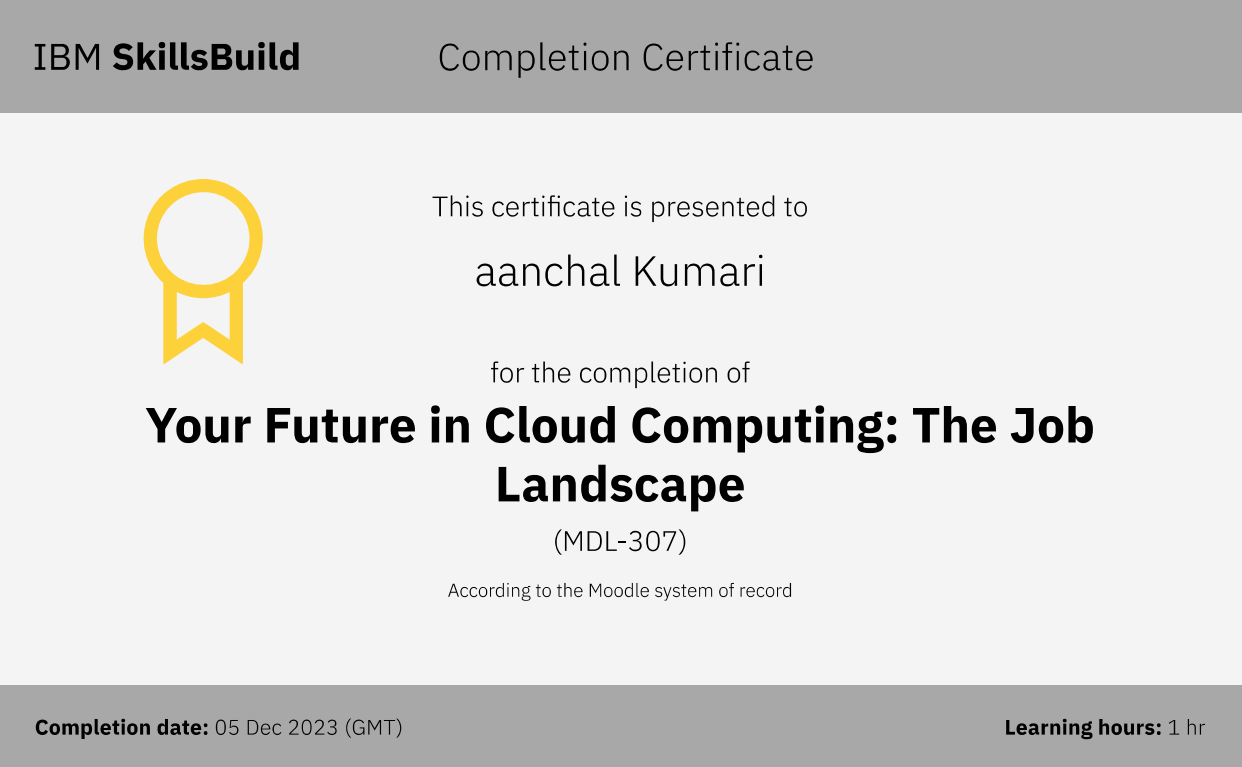 IBM SkillsBuild
Completion Certificate
This certificate is presented to
aanchal Kumari
for the completion of
Your Future in Cloud Computing: The Job
Landscape
(MDL-307)
According to the Moodle system of record
Completion date: 05 Dec 2023 (GMT)
Learning hours: 1 hr